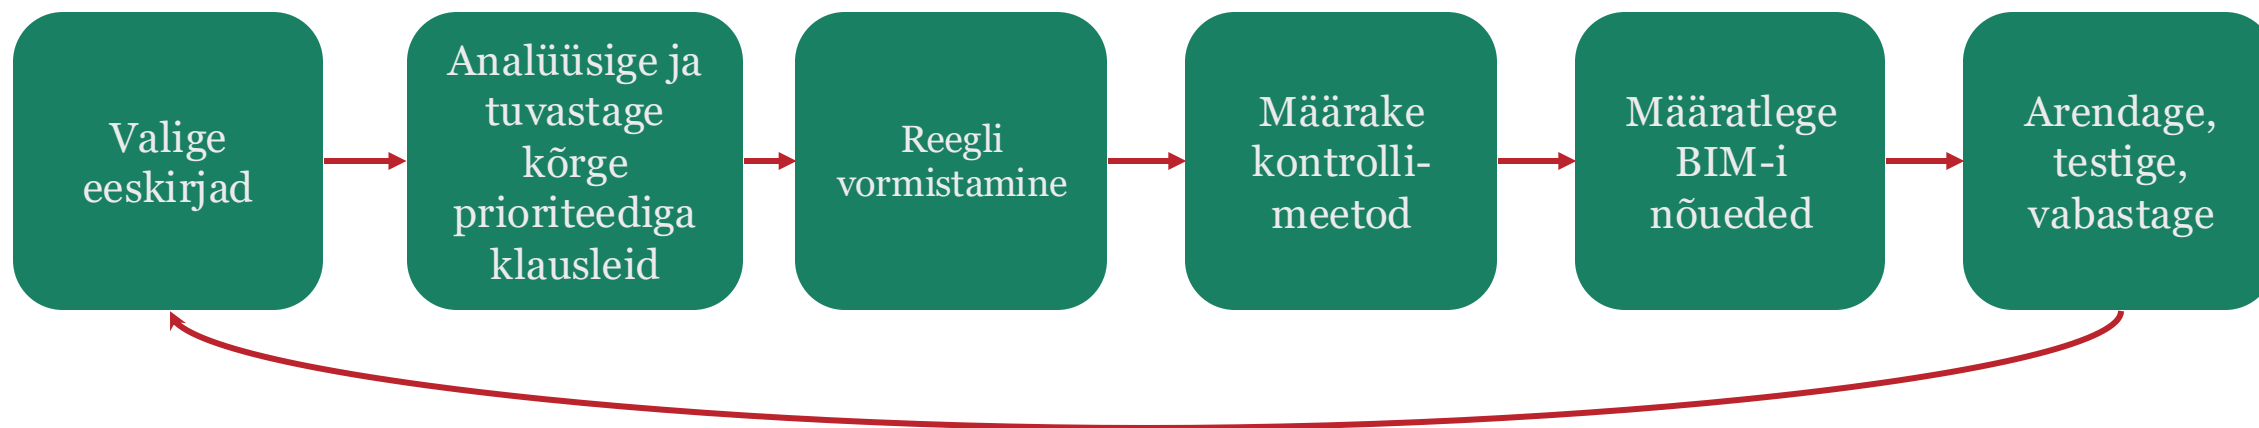 Valige
eeskirjad
Analüüsige ja
tuvastage
kõrge
prioriteediga
klausleid
Reegli
vormistamine
Määrake
kontrolli-
meetod
Määratlege
BIM-i
nõueded
Arendage,
testige,
vabastage